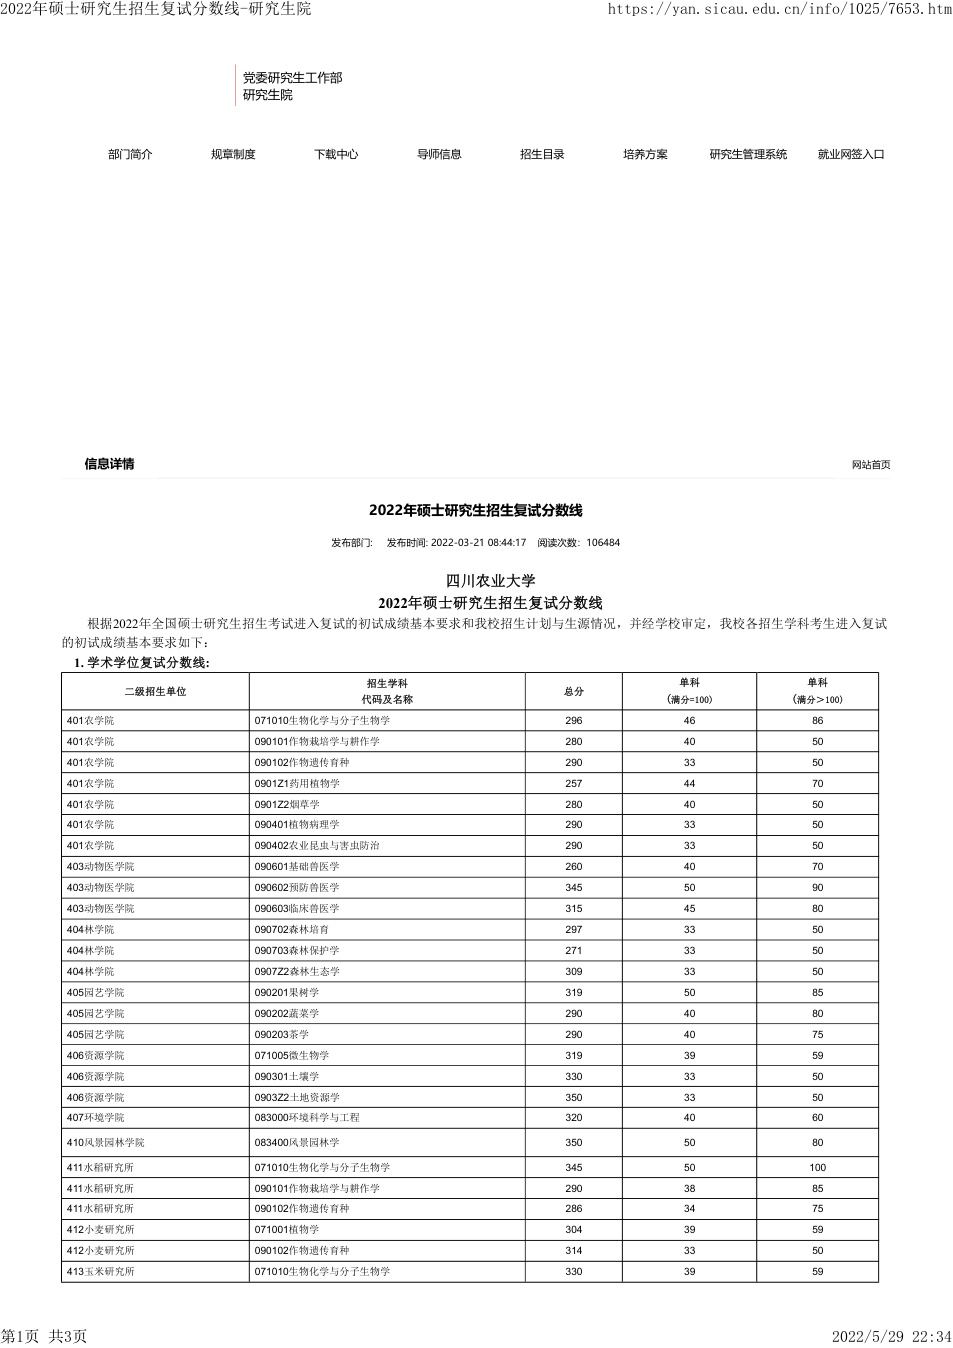 2022年硕士研究生招生复试分数线-研究生院 https://yan.sicau.edu.cn/info/1025/7653.htm
党委研究生工作部
研究生院
部门简介 规章制度 下载中心 导师信息 招生目录 培养方案 研究生管理系统 就业网签入口
信息详情 网站首页
2022年硕士研究生招生复试分数线
发布部门: 发布时间: 2022-03-21 08:44:17 阅读次数: 106484
四川农业大学
2022年硕士研究生招生复试分数线
根据2022年全国硕士研究生招生考试进入复试的初试成绩基本要求和我校招生计划与生源情况，并经学校审定，我校各招生学科考生进入复试
的初试成绩基本要求如下：
1. 学术学位复试分数线:
二级招生单位 招生学科 代码及名称 总分 单科 (满分=100) 单科 (满分＞100)
401农学院 071010生物化学与分子生物学 296 46 86
401农学院 090101作物栽培学与耕作学 280 40 50
401农学院 090102作物遗传育种 290 33 50
401农学院 0901Z1药用植物学 257 44 70
401农学院 0901Z2烟草学 280 40 50
401农学院 090401植物病理学 290 33 50
401农学院 090402农业昆虫与害虫防治 290 33 50
403动物医学院 090601基础兽医学 260 40 70
403动物医学院 090602预防兽医学 345 50 90
403动物医学院 090603临床兽医学 315 45 80
404林学院 090702森林培育 297 33 50
404林学院 090703森林保护学 271 33 50
404林学院 0907Z2森林生态学 309 33 50
405园艺学院 090201果树学 319 50 85
405园艺学院 090202蔬菜学 290 40 80
405园艺学院 090203茶学 290 40 75
406资源学院 071005微生物学 319 39 59
406资源学院 090301土壤学 330 33 50
406资源学院 0903Z2土地资源学 350 33 50
407环境学院 083000环境科学与工程 320 40 60
410风景园林学院 083400风景园林学 350 50 80
411水稻研究所 071010生物化学与分子生物学 345 50 100
411水稻研究所 090101作物栽培学与耕作学 290 38 85
411水稻研究所 090102作物遗传育种 286 34 75
412小麦研究所 071001植物学 304 39 59
412小麦研究所 090102作物遗传育种 314 33 50
413玉米研究所 071010生物化学与分子生物学 330 39 59
第1页 共3页 2022/5/29 22:34